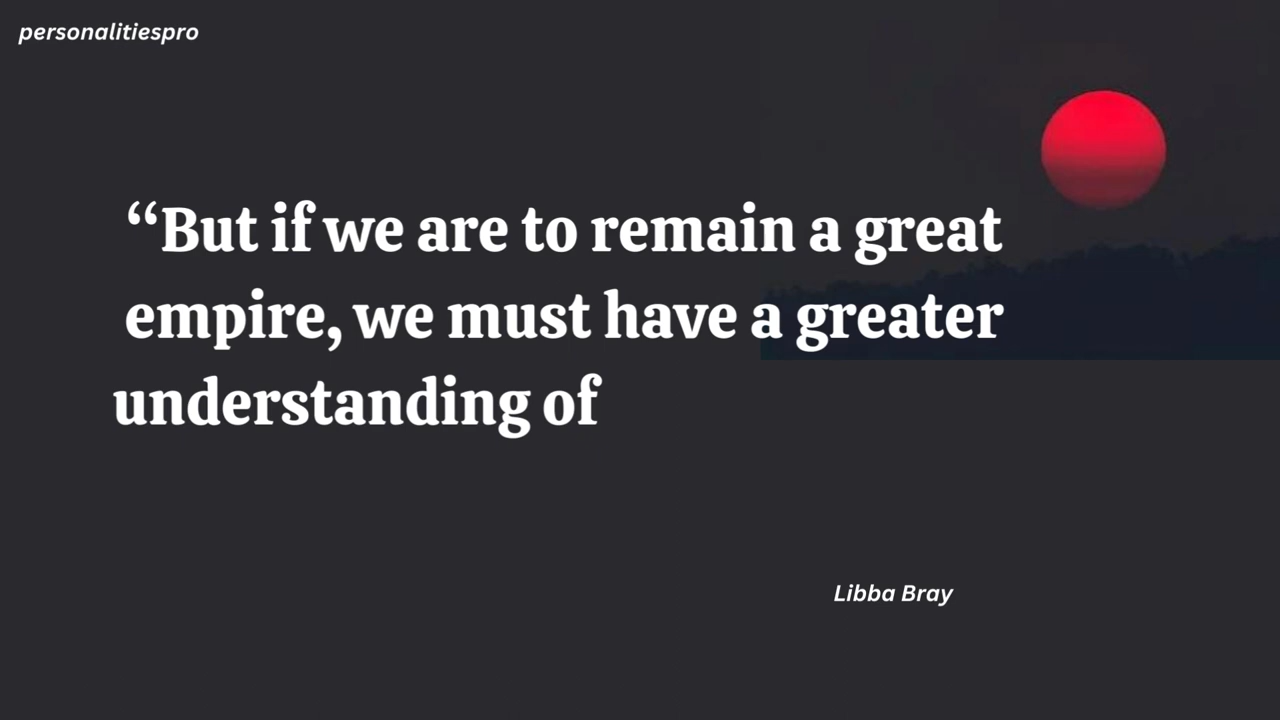 personalitiespro
“But if we are to remain a great
empire, we must have a greater
understanding of
Libba Bray